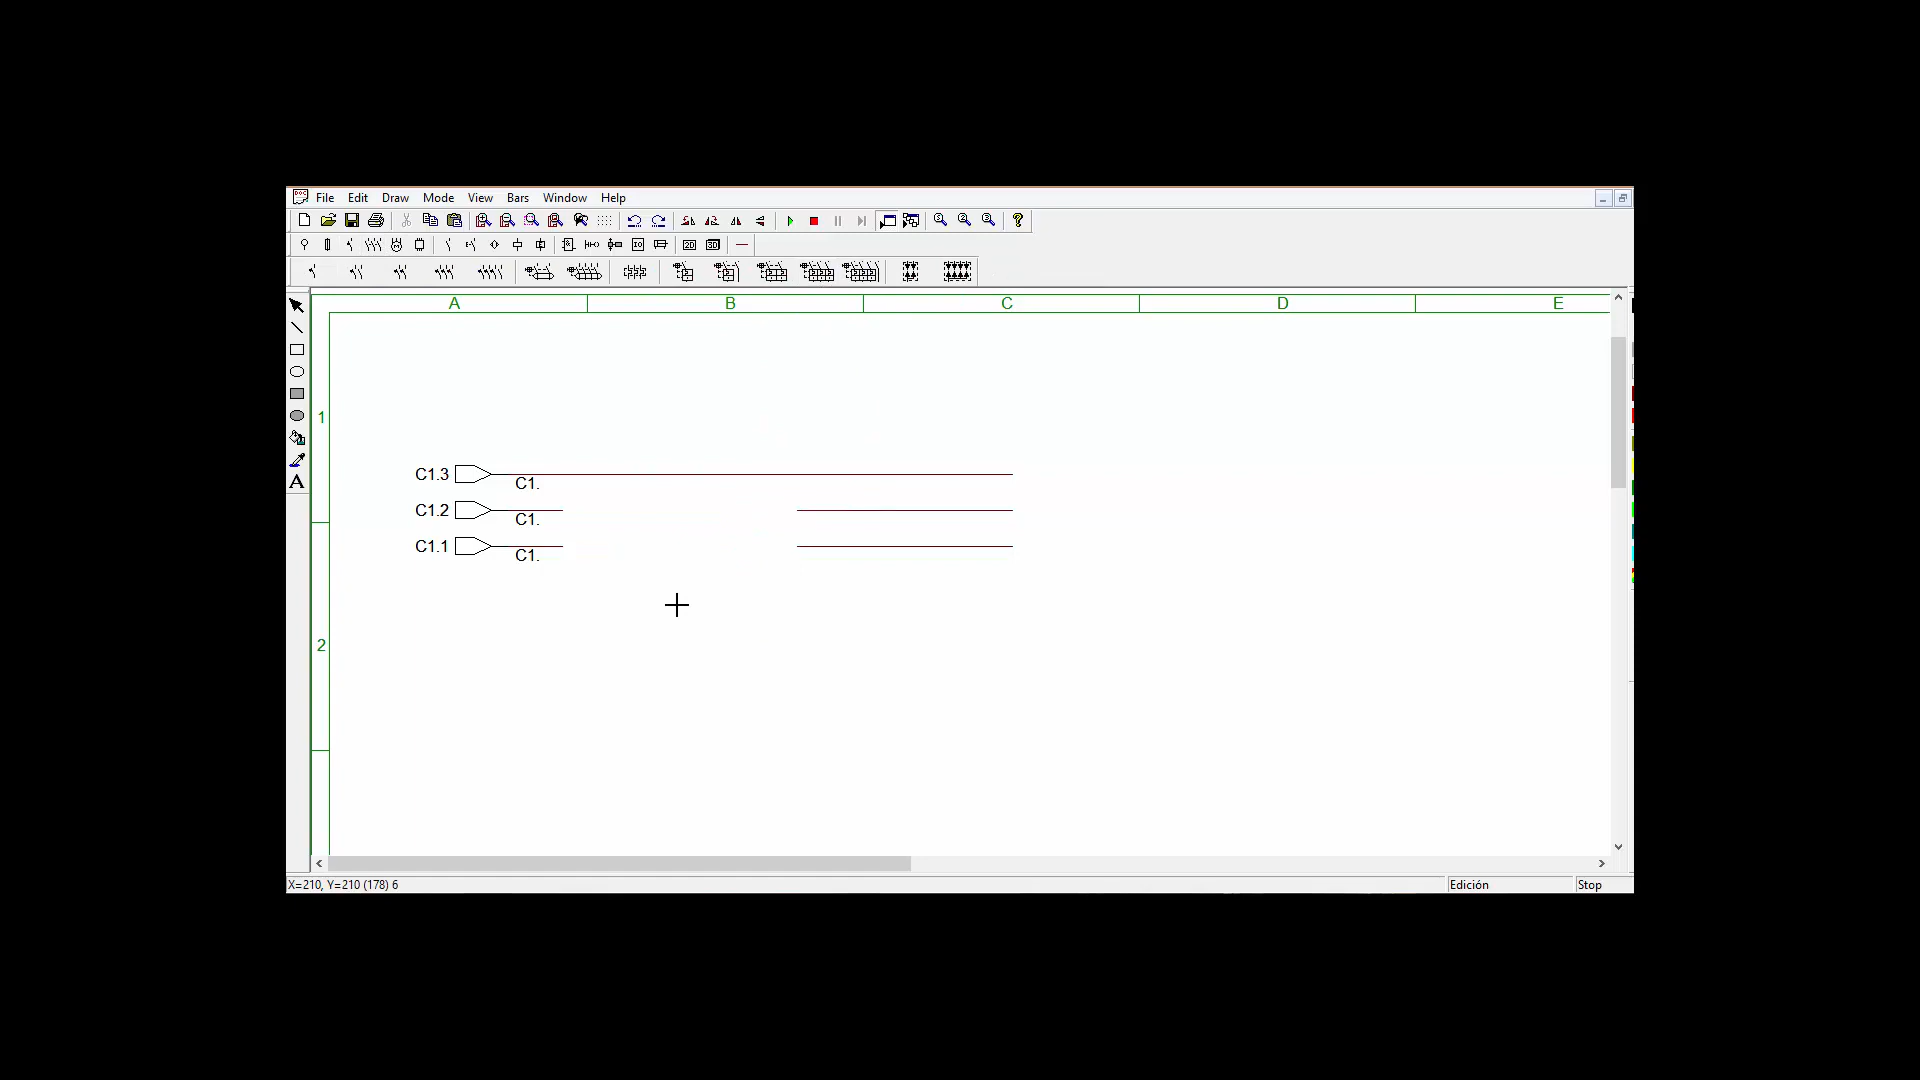 File Edit Draw Mode View Bars Window Help
A B C D E
1
C1.3
C1.
C1.2
C1.
C1.1
C1.
2
A
X=210, Y=210 (178) 6 Edición Stop